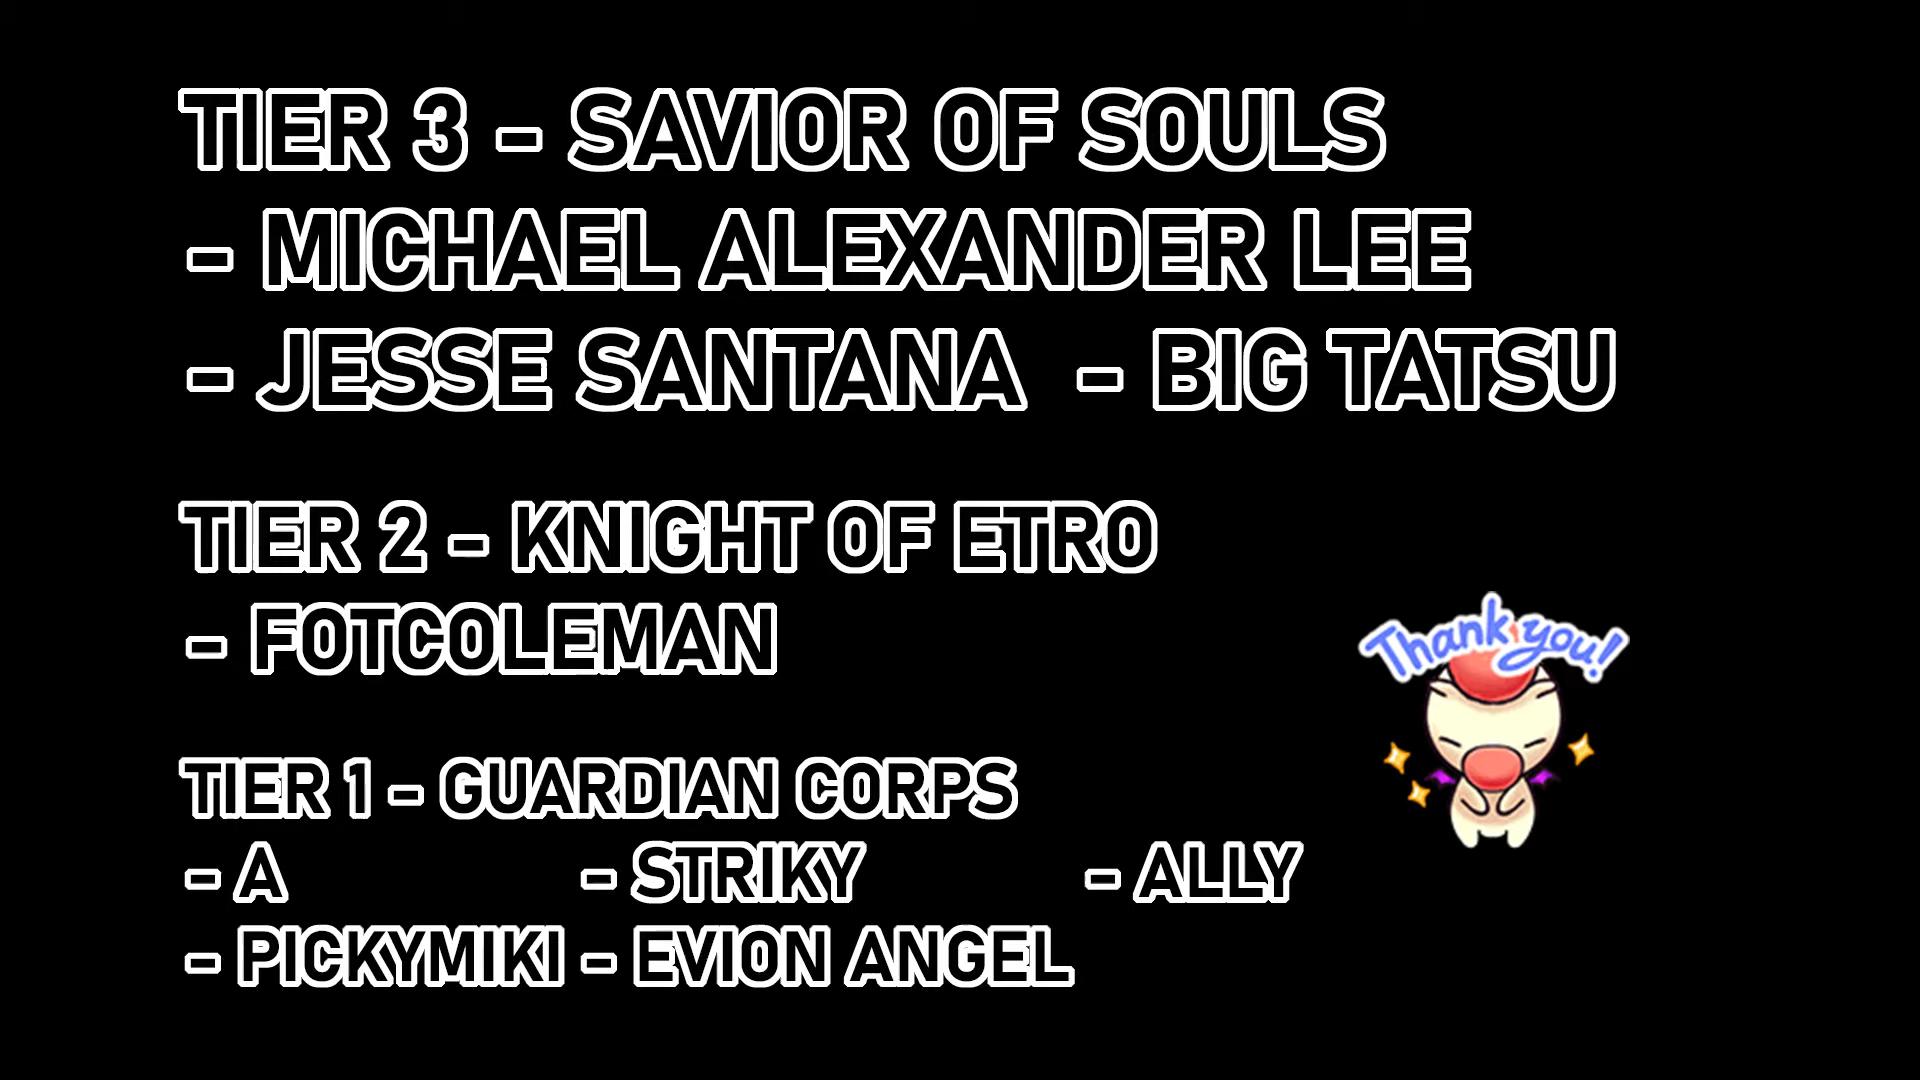 TIER 3 - SAVIOR OF SOULS
- MICHAEL ALEXANDER LEE
- JESSE SANTANA - BIG TATSU
TIER 2 - KNIGHT OF ETRO
- FOTCOLEMAN
Thank you!
TIER 1 - GUARDIAN CORPS
- A - STRIKY - ALLY
- PICKYMIKI - EVION ANGEL